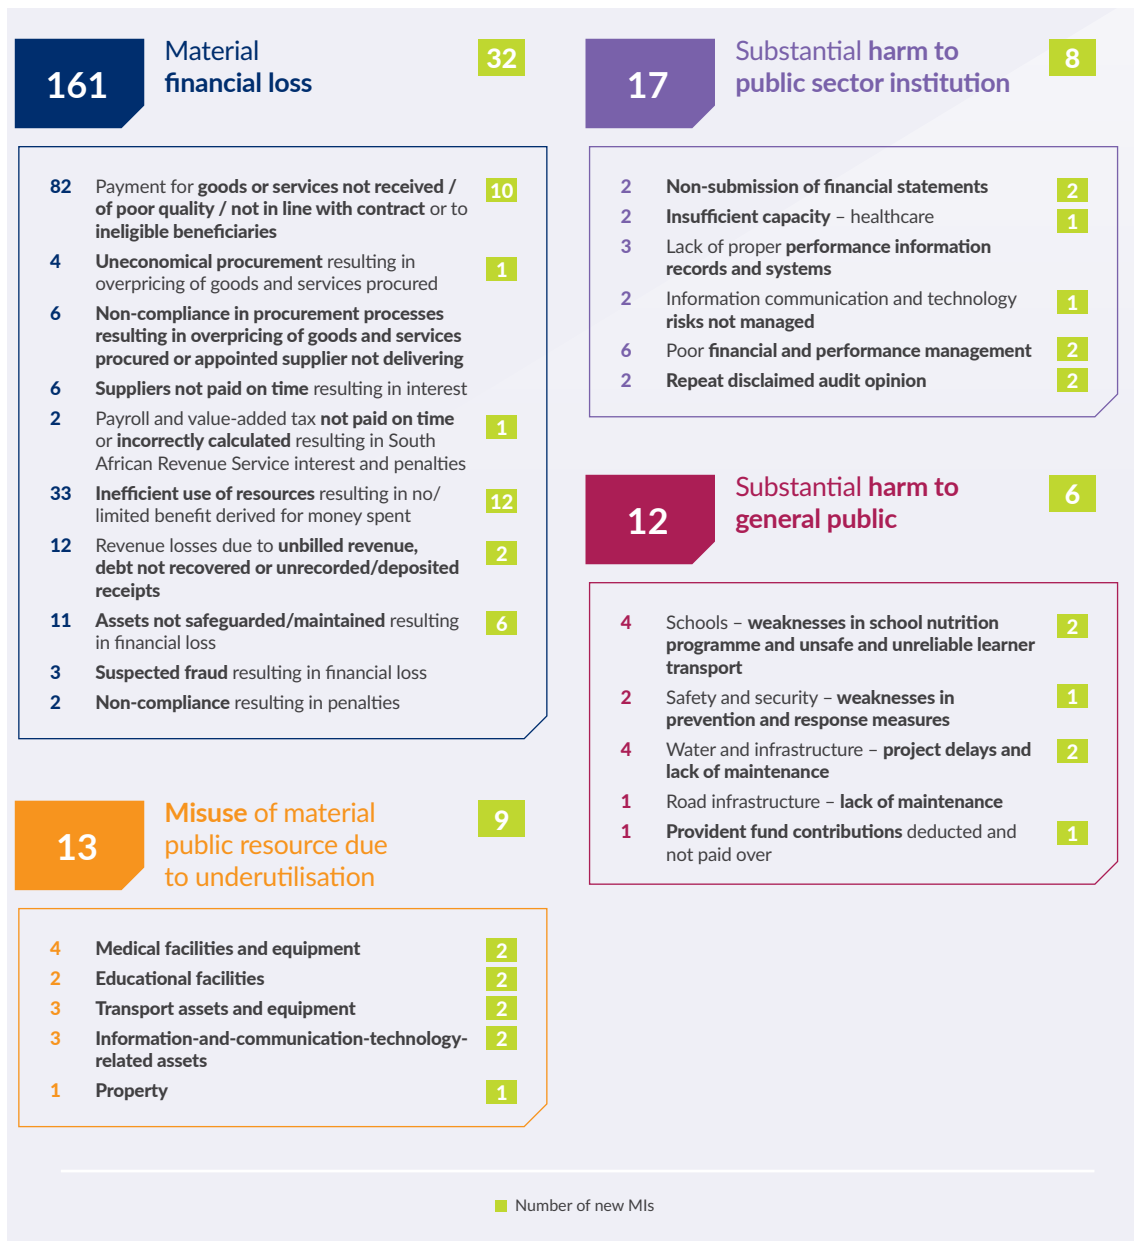 161
Material
financial loss
32
82 Payment for goods or services not received / 10
of poor quality / not in line with contract or to
ineligible beneficiaries
4 Uneconomical procurement resulting in 1
overpricing of goods and services procured
6 Non-compliance in procurement processes
resulting in overpricing of goods and services
procured or appointed supplier not delivering
6 Suppliers not paid on time resulting in interest
2 Payroll and value-added tax not paid on time 1
or incorrectly calculated resulting in South
African Revenue Service interest and penalties
33 Inefficient use of resources resulting in no/ 12
limited benefit derived for money spent
12 Revenue losses due to unbilled revenue, 2
debt not recovered or unrecorded/deposited
receipts
11 Assets not safeguarded/maintained resulting 6
in financial loss
3 Suspected fraud resulting in financial loss
2 Non-compliance resulting in penalties
13
Misuse of material
public resource due
to underutilisation
9
4 Medical facilities and equipment 2
2 Educational facilities 2
3 Transport assets and equipment 2
3 Information-and-communication-technology- 2
related assets
1 Property 1
17
Substantial harm to
public sector institution
8
2 Non-submission of financial statements 2
2 Insufficient capacity – healthcare 1
3 Lack of proper performance information
records and systems
2 Information communication and technology 1
risks not managed
6 Poor financial and performance management 2
2 Repeat disclaimed audit opinion 2
12
Substantial harm to
general public
6
4 Schools – weaknesses in school nutrition 2
programme and unsafe and unreliable learner
transport
2 Safety and security – weaknesses in 1
prevention and response measures
4 Water and infrastructure – project delays and 2
lack of maintenance
1 Road infrastructure – lack of maintenance
1 Provident fund contributions deducted and 1
not paid over
Number of new MIs